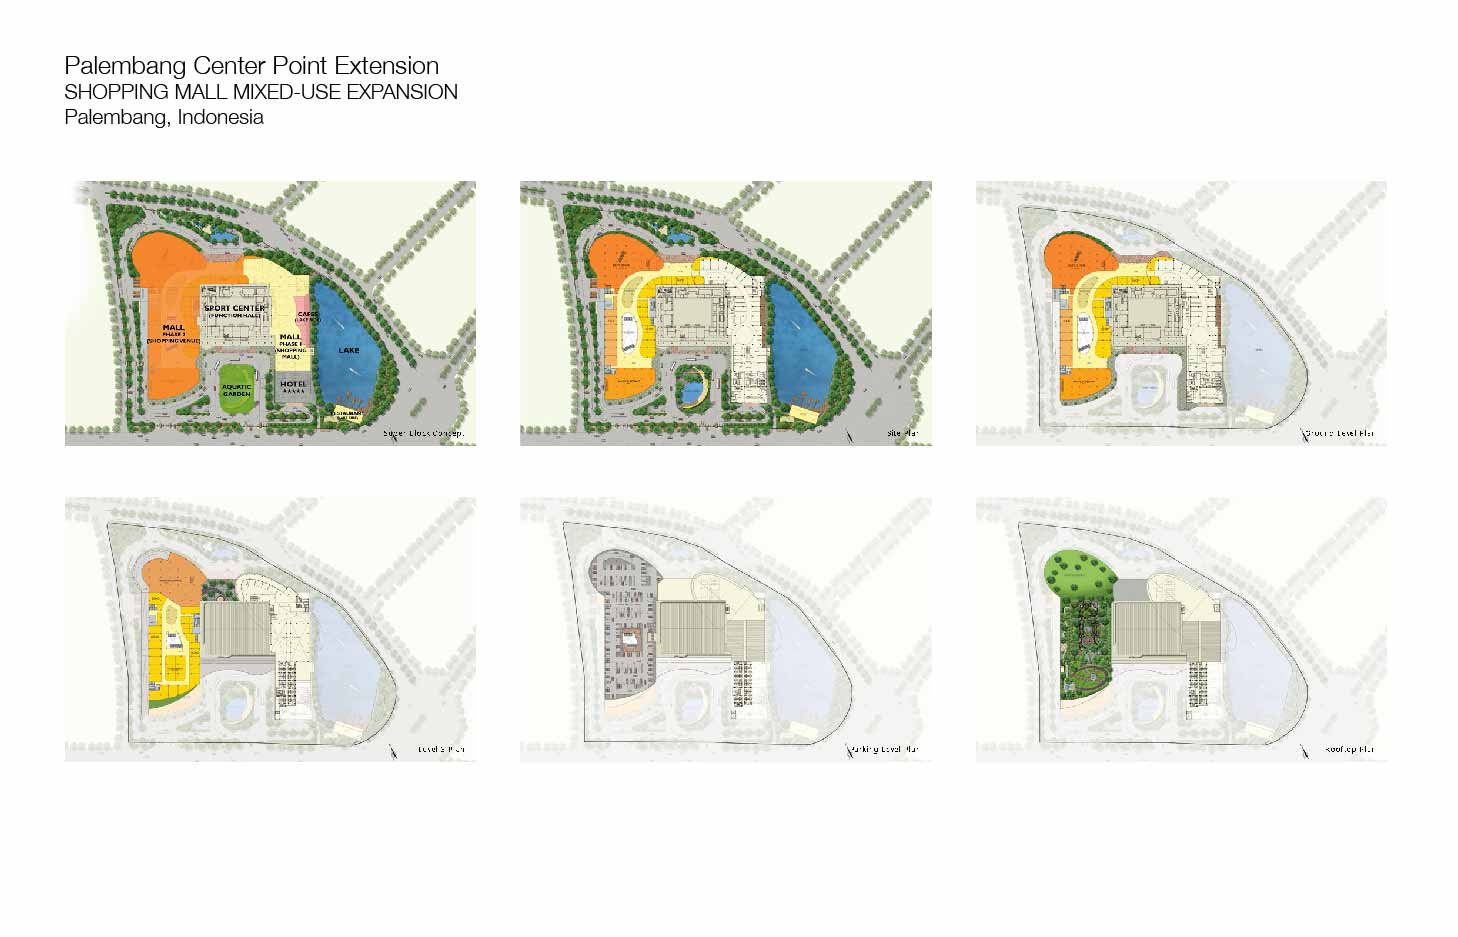 Palembang Center Point Extension
SHOPPING MALL MIXED-USE EXPANSION
Palembang, Indonesia
SPORT CENTER
(FUNCTION HALL)
MALL
PHASE 2
(SHOPPING VENUE)
CAFES
MALL
PHASE 1
(SHOPPING
MALL)
LAKE
AQUATIC
GARDEN
HOTEL
RESTAURANT
Super Block Concept
Site Plan
Ground Level Plan
Level 3 Plan
Parking Level Plan
Rooftop Plan